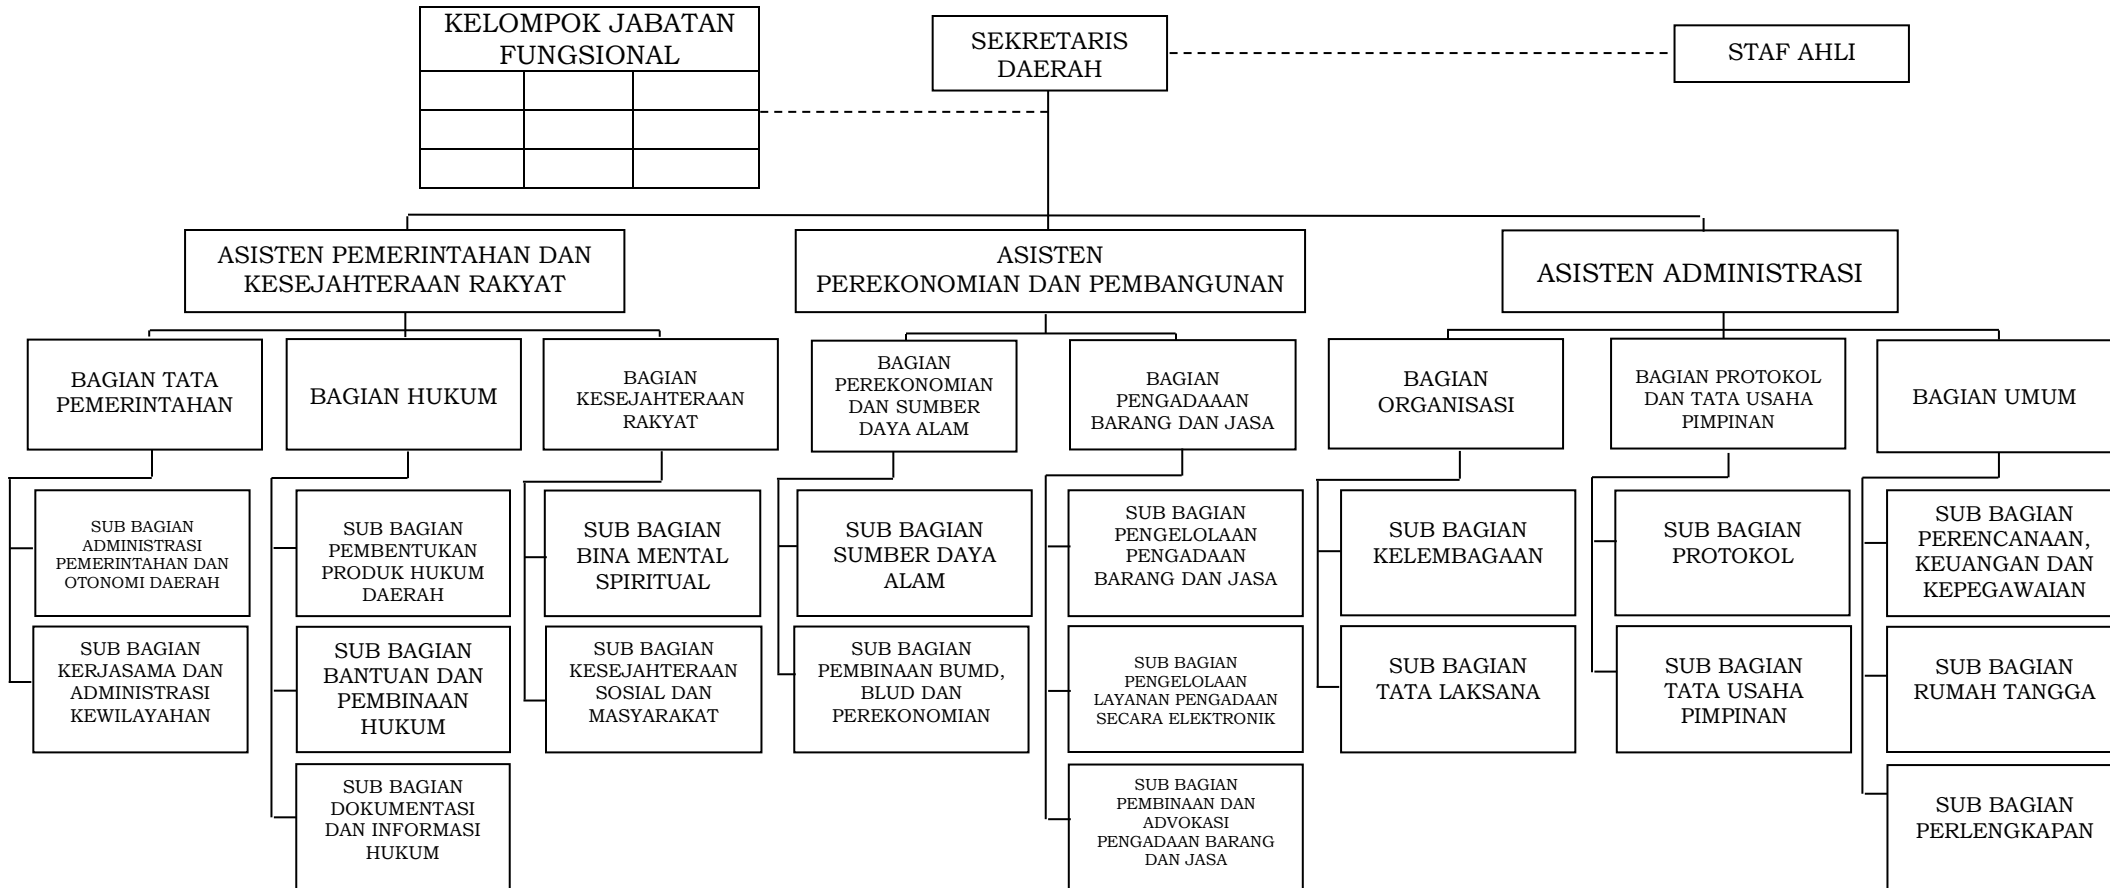 KELOMPOK JABATAN
FUNGSIONAL
SEKRETARIS
DAERAH
STAF AHLI
ASISTEN PEMERINTAHAN DAN
KESEJAHTERAAN RAKYAT
ASISTEN
PEREKONOMIAN DAN PEMBANGUNAN
ASISTEN ADMINISTRASI
BAGIAN TATA
PEMERINTAHAN
BAGIAN HUKUM
BAGIAN
KESEJAHTERAAN
RAKYAT
BAGIAN
PEREKONOMIAN
DAN SUMBER
DAYA ALAM
BAGIAN
PENGADAAAN
BARANG DAN JASA
BAGIAN
ORGANISASI
BAGIAN PROTOKOL
DAN TATA USAHA
PIMPINAN
BAGIAN UMUM
SUB BAGIAN
ADMINISTRASI
PEMERINTAHAN DAN
OTONOMI DAERAH
SUB BAGIAN
PEMBENTUKAN
PRODUK HUKUM
DAERAH
SUB BAGIAN
BINA MENTAL
SPIRITUAL
SUB BAGIAN
SUMBER DAYA
ALAM
SUB BAGIAN
PENGELOLAAN
PENGADAAN
BARANG DAN JASA
SUB BAGIAN
KELEMBAGAAN
SUB BAGIAN
PROTOKOL
SUB BAGIAN
PERENCANAAN,
KEUANGAN DAN
KEPEGAWAIAN
SUB BAGIAN
KERJASAMA DAN
ADMINISTRASI
KEWILAYAHAN
SUB BAGIAN
BANTUAN DAN
PEMBINAAN
HUKUM
SUB BAGIAN
KESEJAHTERAAN
SOSIAL DAN
MASYARAKAT
SUB BAGIAN
PEMBINAAN BUMD,
BLUD DAN
PEREKONOMIAN
SUB BAGIAN
PENGELOLAAN
LAYANAN PENGADAAN
SECARA ELEKTRONIK
SUB BAGIAN
TATA LAKSANA
SUB BAGIAN
TATA USAHA
PIMPINAN
SUB BAGIAN
RUMAH TANGGA
SUB BAGIAN
DOKUMENTASI
DAN INFORMASI
HUKUM
SUB BAGIAN
PEMBINAAN DAN
ADVOKASI
PENGADAAN BARANG
DAN JASA
SUB BAGIAN
PERLENGKAPAN